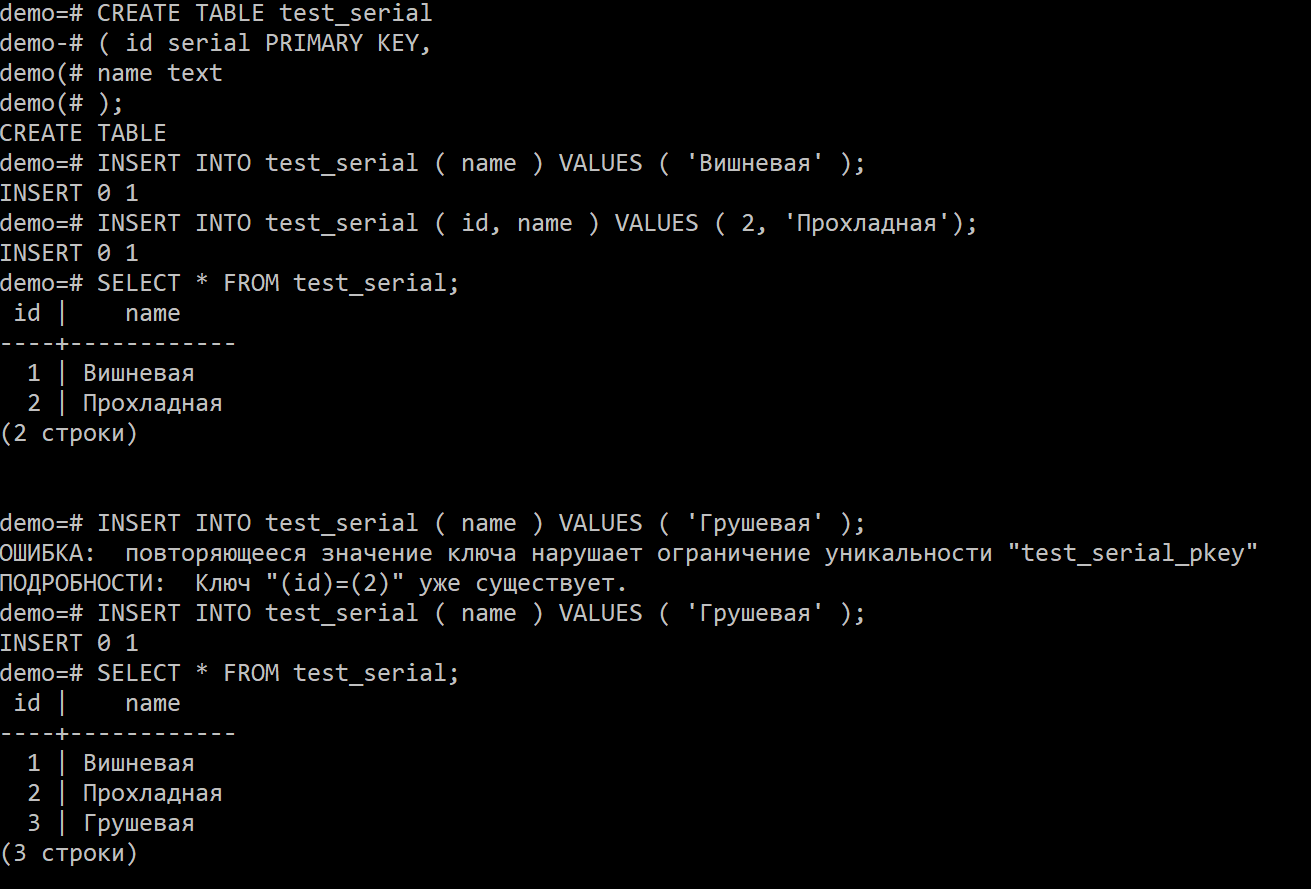 demo=# CREATE TABLE test_serial
demo-# ( id serial PRIMARY KEY,
demo(# name text
demo(# );
CREATE TABLE
demo=# INSERT INTO test_serial ( name ) VALUES ( 'Вишневая' );
INSERT 0 1
demo=# INSERT INTO test_serial ( id, name ) VALUES ( 2, 'Прохладная');
INSERT 0 1
demo=# SELECT * FROM test_serial;
 id |    name
----+------------
  1 | Вишневая
  2 | Прохладная
(2 строки)
demo=# INSERT INTO test_serial ( name ) VALUES ( 'Грушевая' );
ОШИБКА:  повторяющееся значение ключа нарушает ограничение уникальности "test_serial_pkey"
ПОДРОБНОСТИ:  Ключ "(id)=(2)" уже существует.
demo=# INSERT INTO test_serial ( name ) VALUES ( 'Грушевая' );
INSERT 0 1
demo=# SELECT * FROM test_serial;
 id |    name
----+------------
  1 | Вишневая
  2 | Прохладная
  3 | Грушевая
(3 строки)